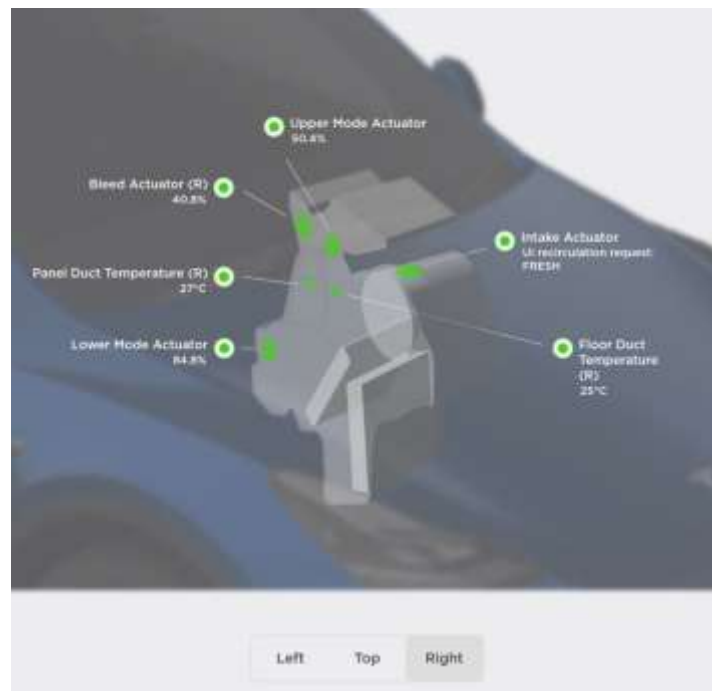 Upper Mode Actuator
90.4%
Bleed Actuator (R)
40.8%
Intake Actuator
UI recirculation request:
FRESH
Panel Duct Temperature (R)
27°C
Lower Mode Actuator
84.8%
Floor Duct
Temperature
(R)
25°C
Left
Top
Right